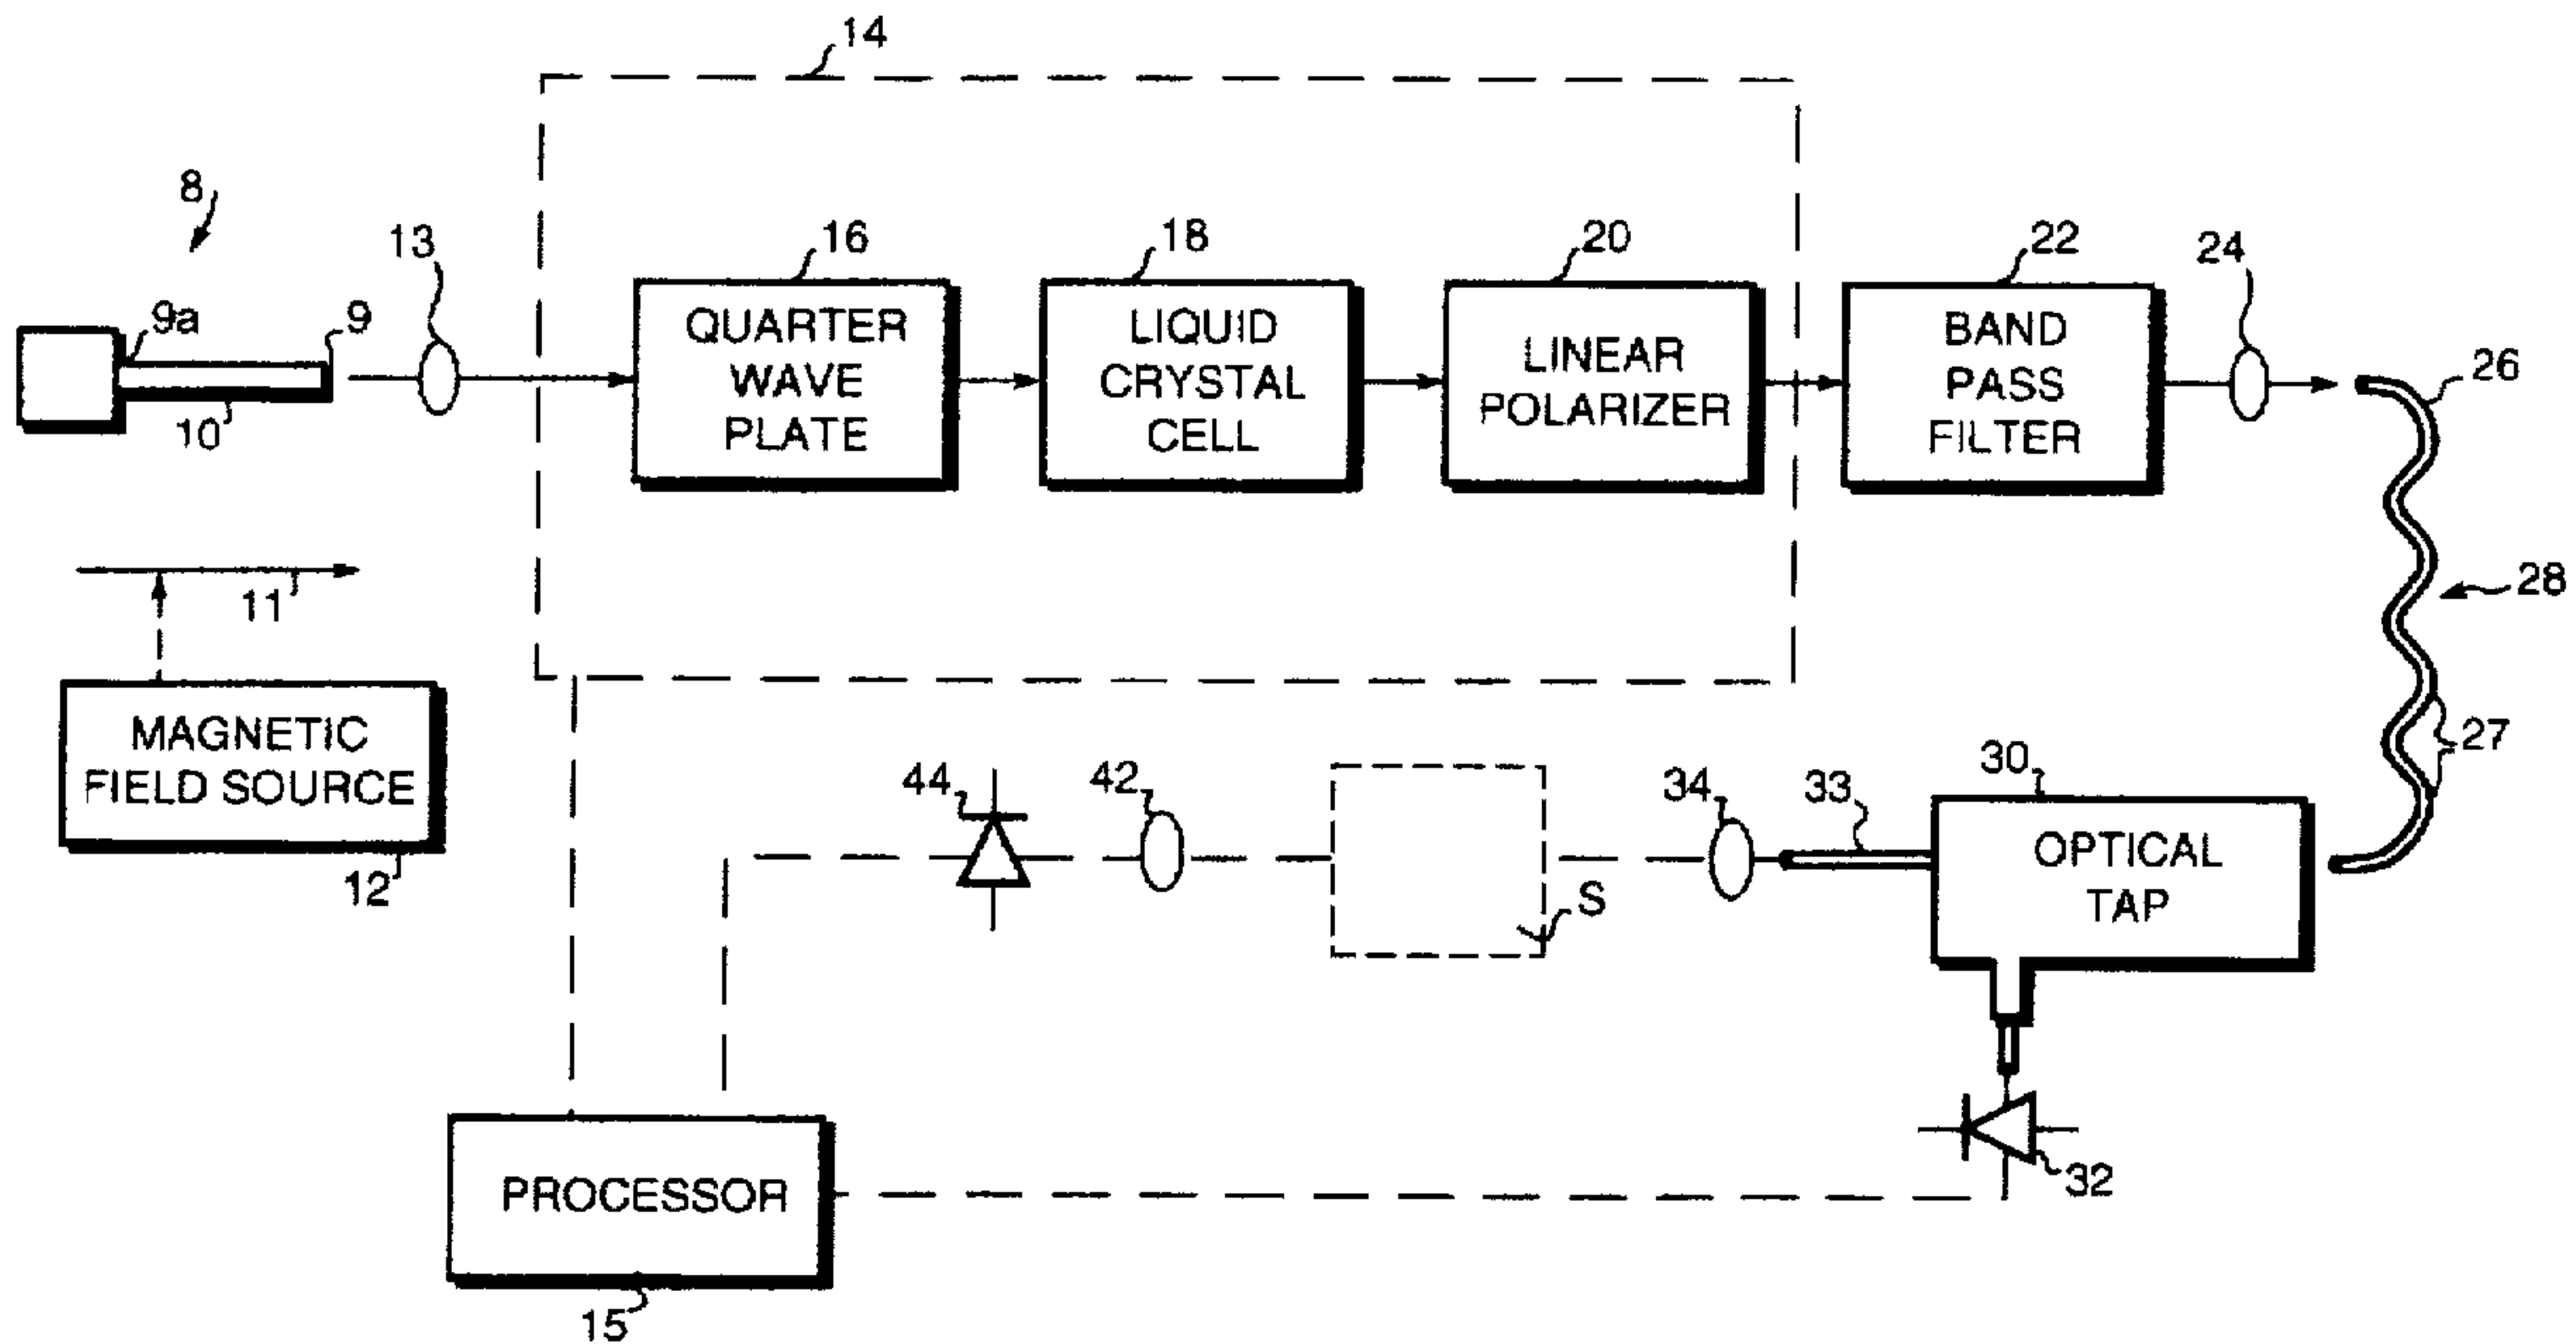 14
8
13
16
18
20
22
24
9a
9
10
QUARTER
WAVE
PLATE
LIQUID
CRYSTAL
CELL
LINEAR
POLARIZER
BAND
PASS
FILTER
26
11
28
MAGNETIC
FIELD SOURCE
12
27
44
42
34
33
30
S
OPTICAL
TAP
32
PROCESSOR
15